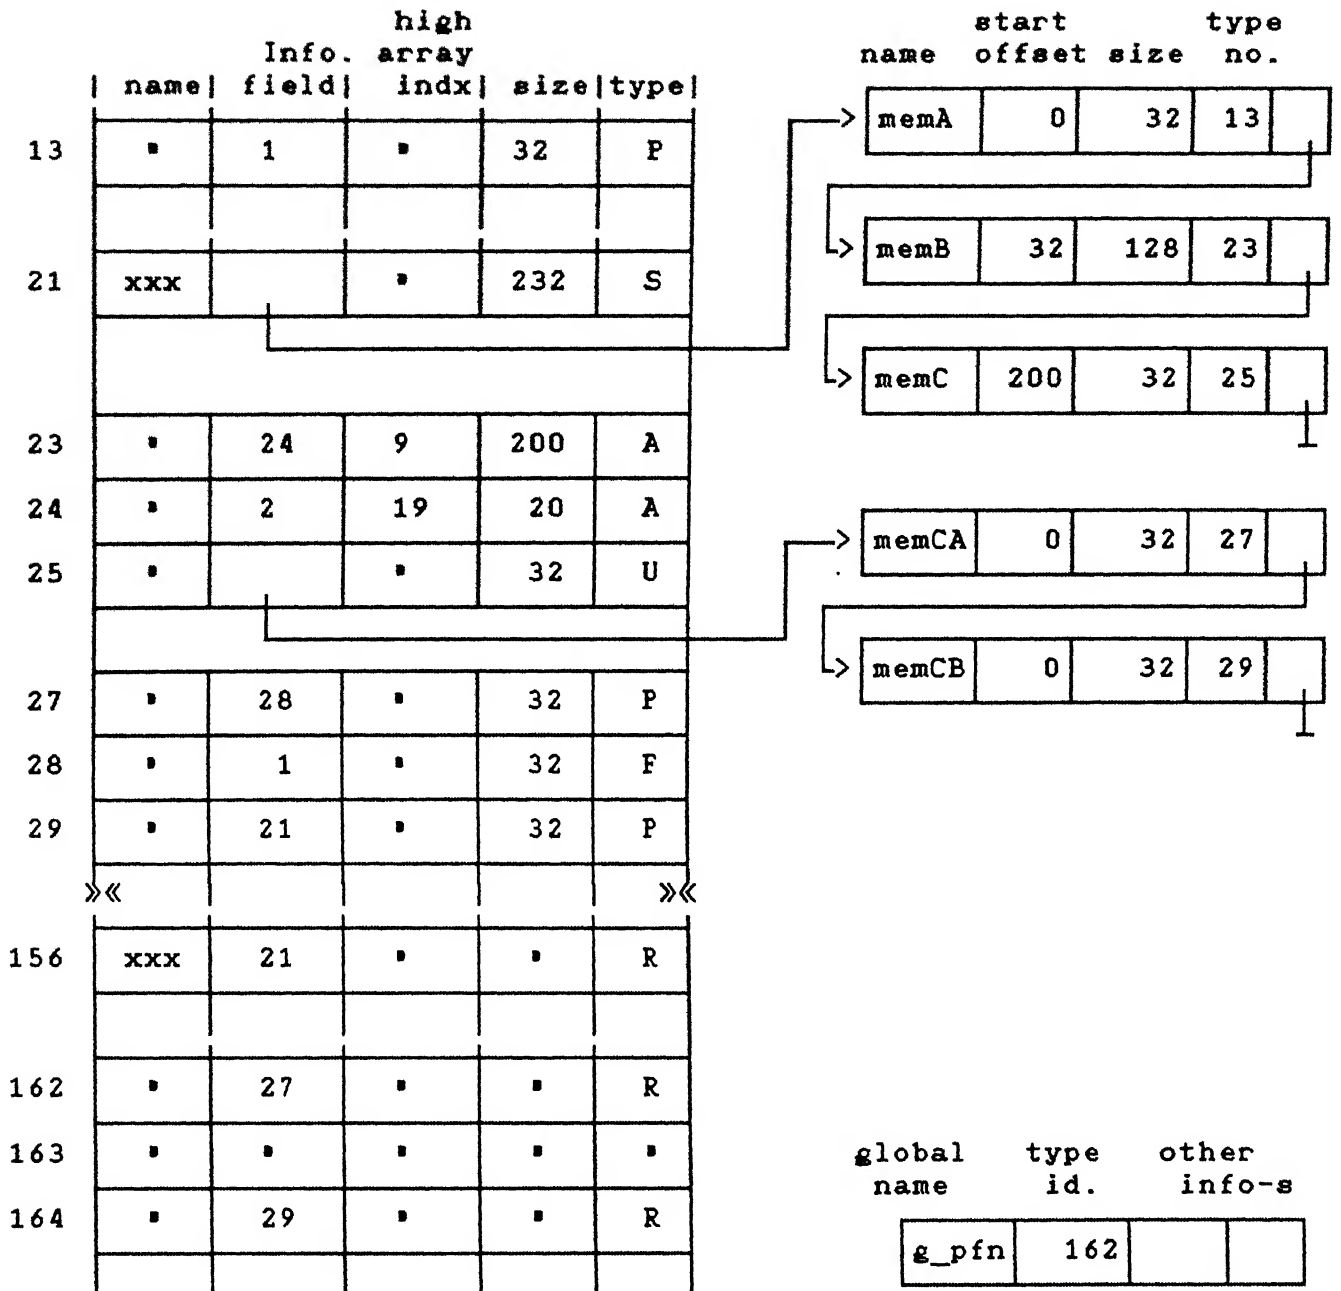 high
Info. array
| name| field| indx| size|type|
13 " 1 " 32 P
21 xxx " 232 S
23 " 24 9 200 A
24 " 2 19 20 A
25 " " 32 U
27 " 28 " 32 P
28 " 1 " 32 F
29 " 21 " 32 P
»« »«
156 xxx 21 " " R
162 " 27 " " R
163 " " " " "
164 " 29 " " R
start type
name offset size no.
> memA 0 32 13
> memB 32 128 23
> memC 200 32 25
> memCA 0 32 27
> memCB 0 32 29
global type other
name id. info-s
g_pfn 162